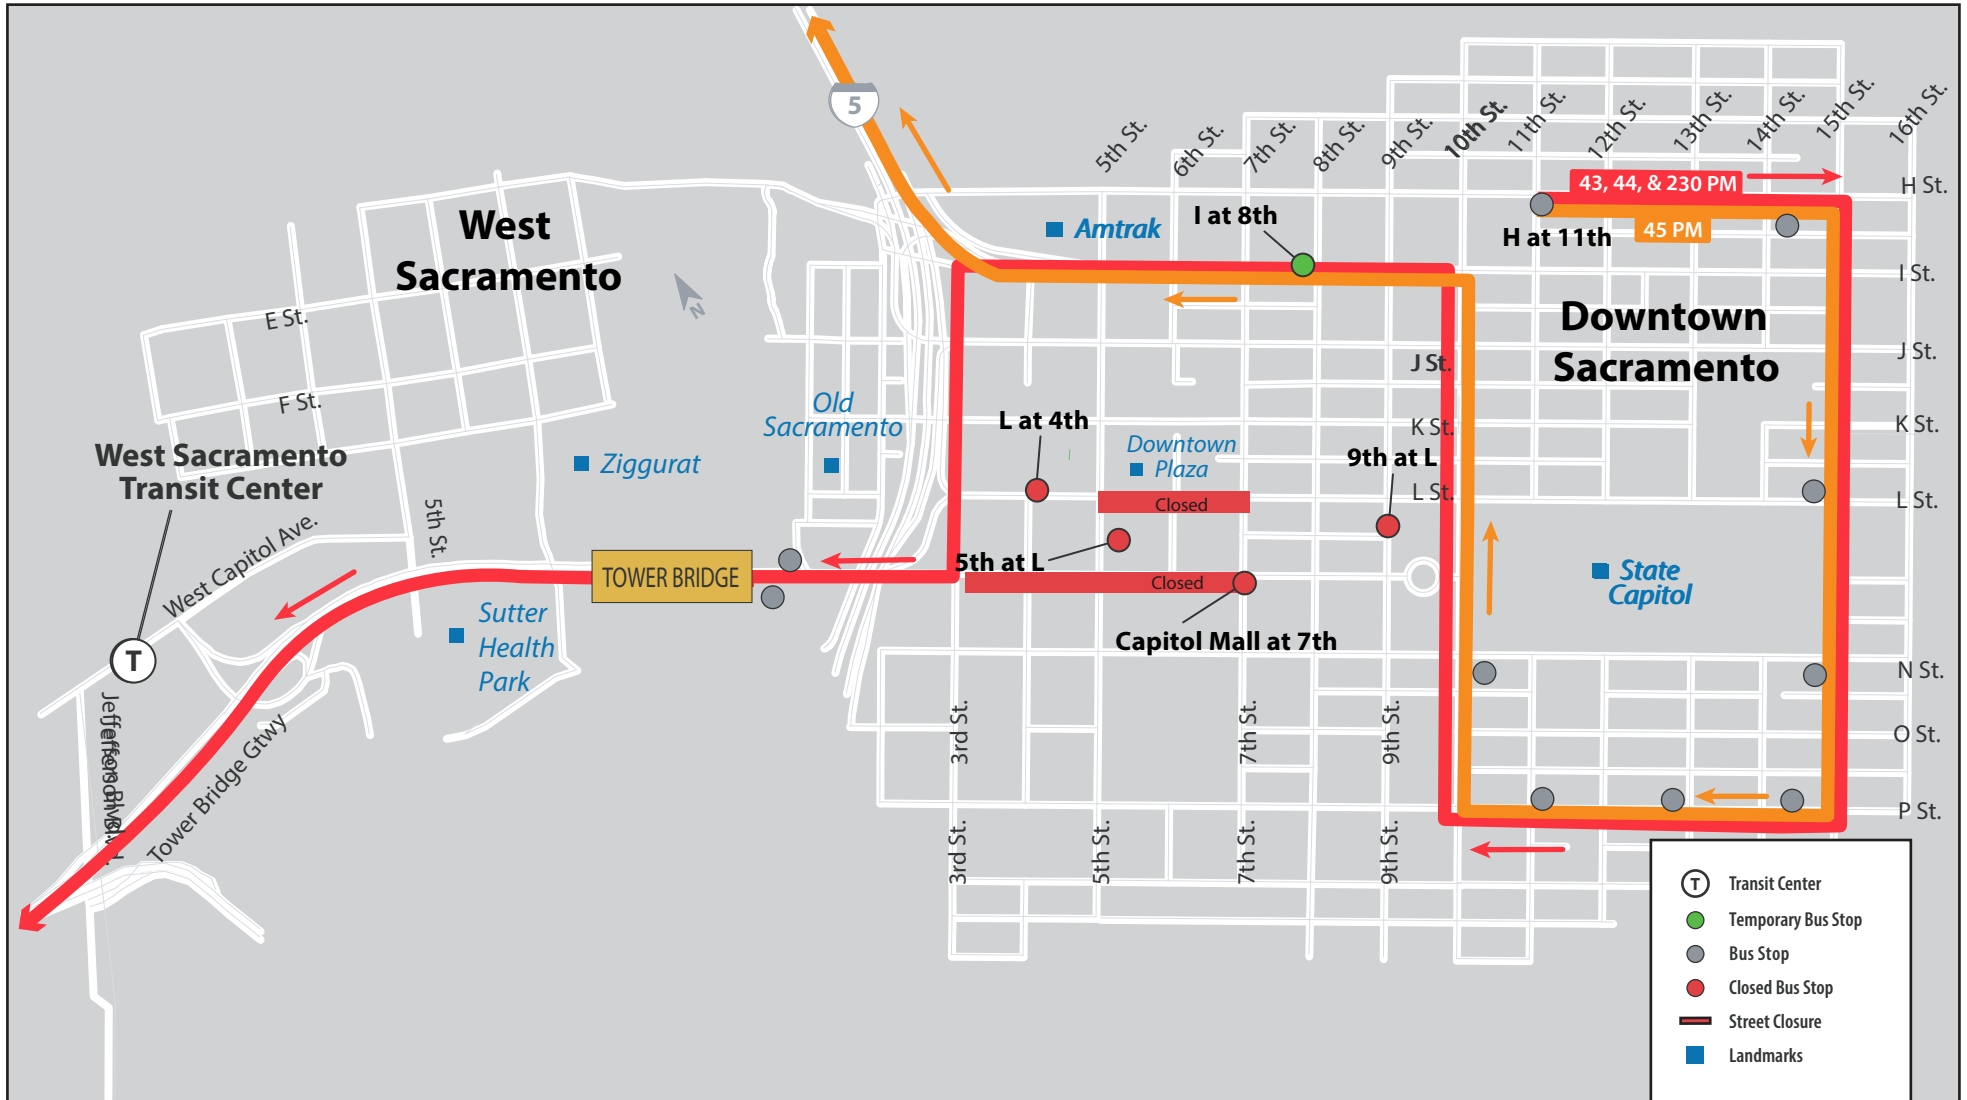 5
5th St.
6th St.
7th St.
8th St.
9th St.
10th St.
11th St.
12th St.
13th St.
14th St.
15th St.
16th St.
43, 44, & 230 PM
H St.
West
Sacramento
Amtrak
I at 8th
H at 11th
45 PM
I St.
N
E St.
Downtown
Sacramento
J St.
J St.
F St.
Old
Sacramento
L at 4th
Downtown
Plaza
K St.
K St.
West Sacramento
Transit Center
Ziggurat
9th at L
L St.
L St.
Closed
5th St.
West Capitol Ave.
5th at L
TOWER BRIDGE
Closed
State
Capitol
Sutter
Health
Park
Capitol Mall at 7th
T
N St.
Jefferson Blvd.
Jefferson Blvd.
Tower Bridge Gtwy
3rd St.
7th St.
9th St.
O St.
P St.
3rd St.
5th St.
7th St.
9th St.
T
Transit Center
Temporary Bus Stop
Bus Stop
Closed Bus Stop
Street Closure
Landmarks